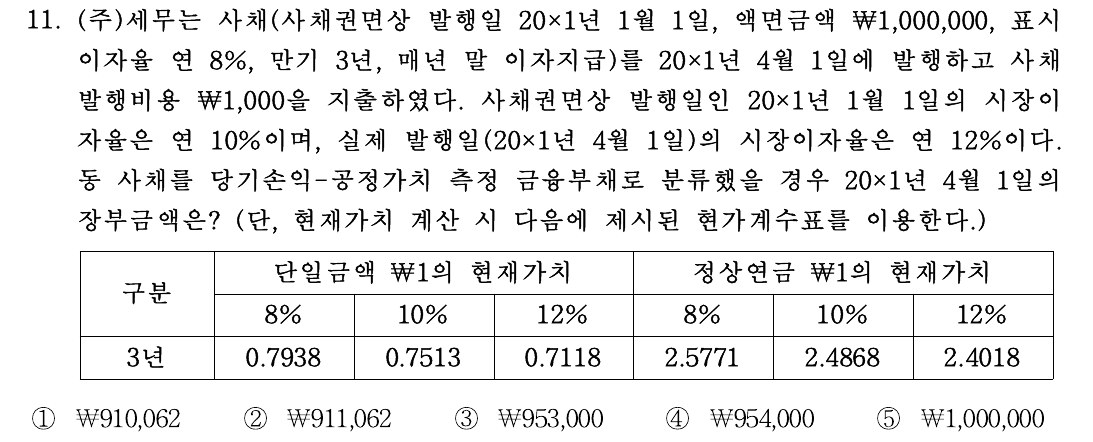 11. (주)세무는 사채(사채권면상 발행일 20×1년 1월 1일, 액면금액 ₩1,000,000, 표시
이자율 연 8%, 만기 3년, 매년 말 이자지급)를 20×1년 4월 1일에 발행하고 사채
발행비용 ₩1,000을 지출하였다. 사채권면상 발행일인 20×1년 1월 1일의 시장이
자율은 연 10%이며, 실제 발행일(20×1년 4월 1일)의 시장이자율은 연 12%이다.
동 사채를 당기손익-공정가치 측정 금융부채로 분류했을 경우 20×1년 4월 1일의
장부금액은? (단, 현재가치 계산 시 다음에 제시된 현가계수표를 이용한다.)
구분 단일금액 ₩1의 현재가치 정상연금 ₩1의 현재가치
8% 10% 12% 8% 10% 12%
3년 0.7938 0.7513 0.7118 2.5771 2.4868 2.4018
① ₩910,062 ② ₩911,062 ③ ₩953,000 ④ ₩954,000 ⑤ ₩1,000,000